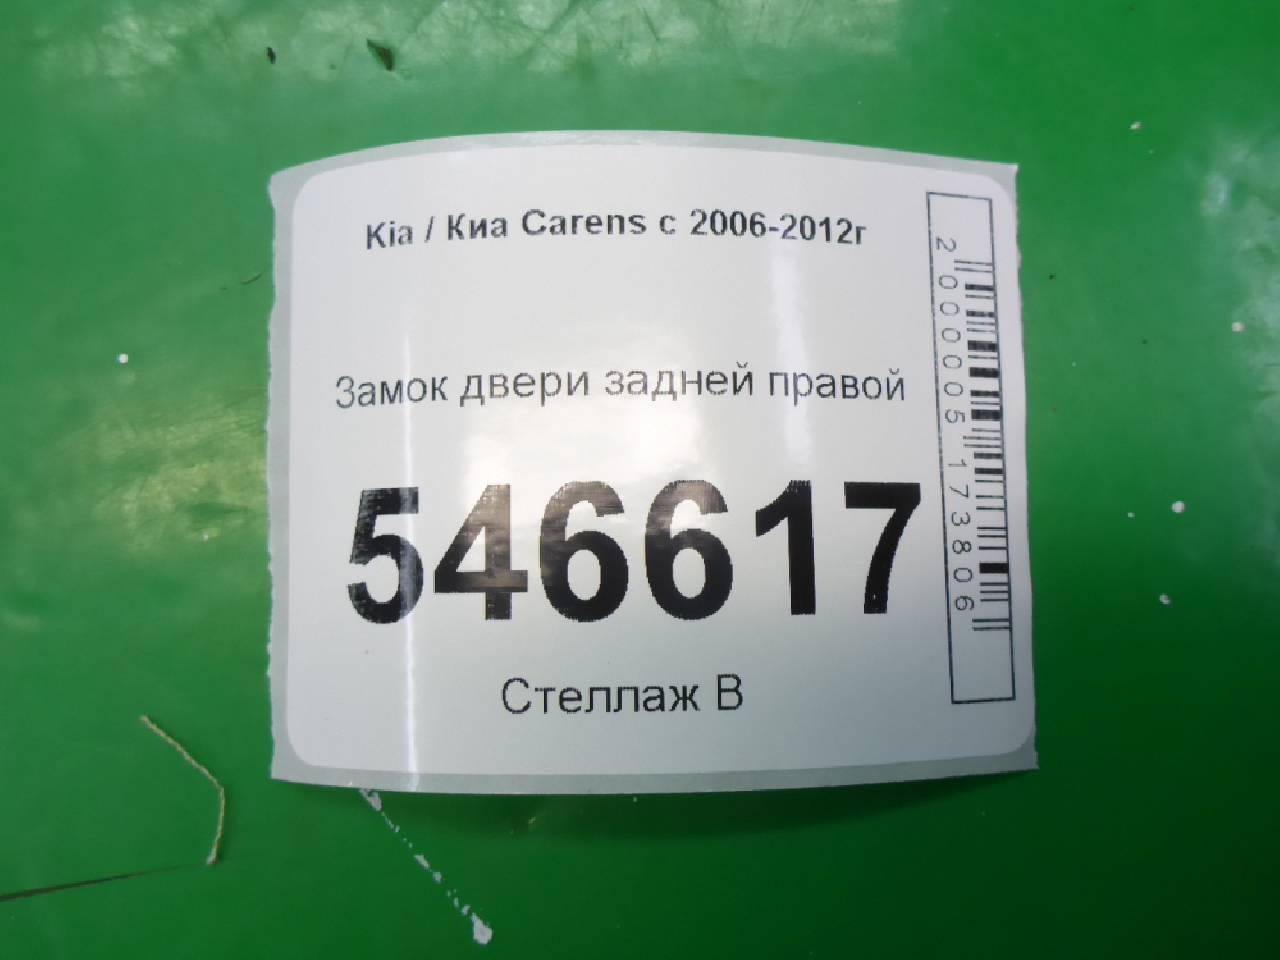 Kia / Киа Carens с 2006-2012г
Замок двери задней правой
546617
Стеллаж В
2000005173806